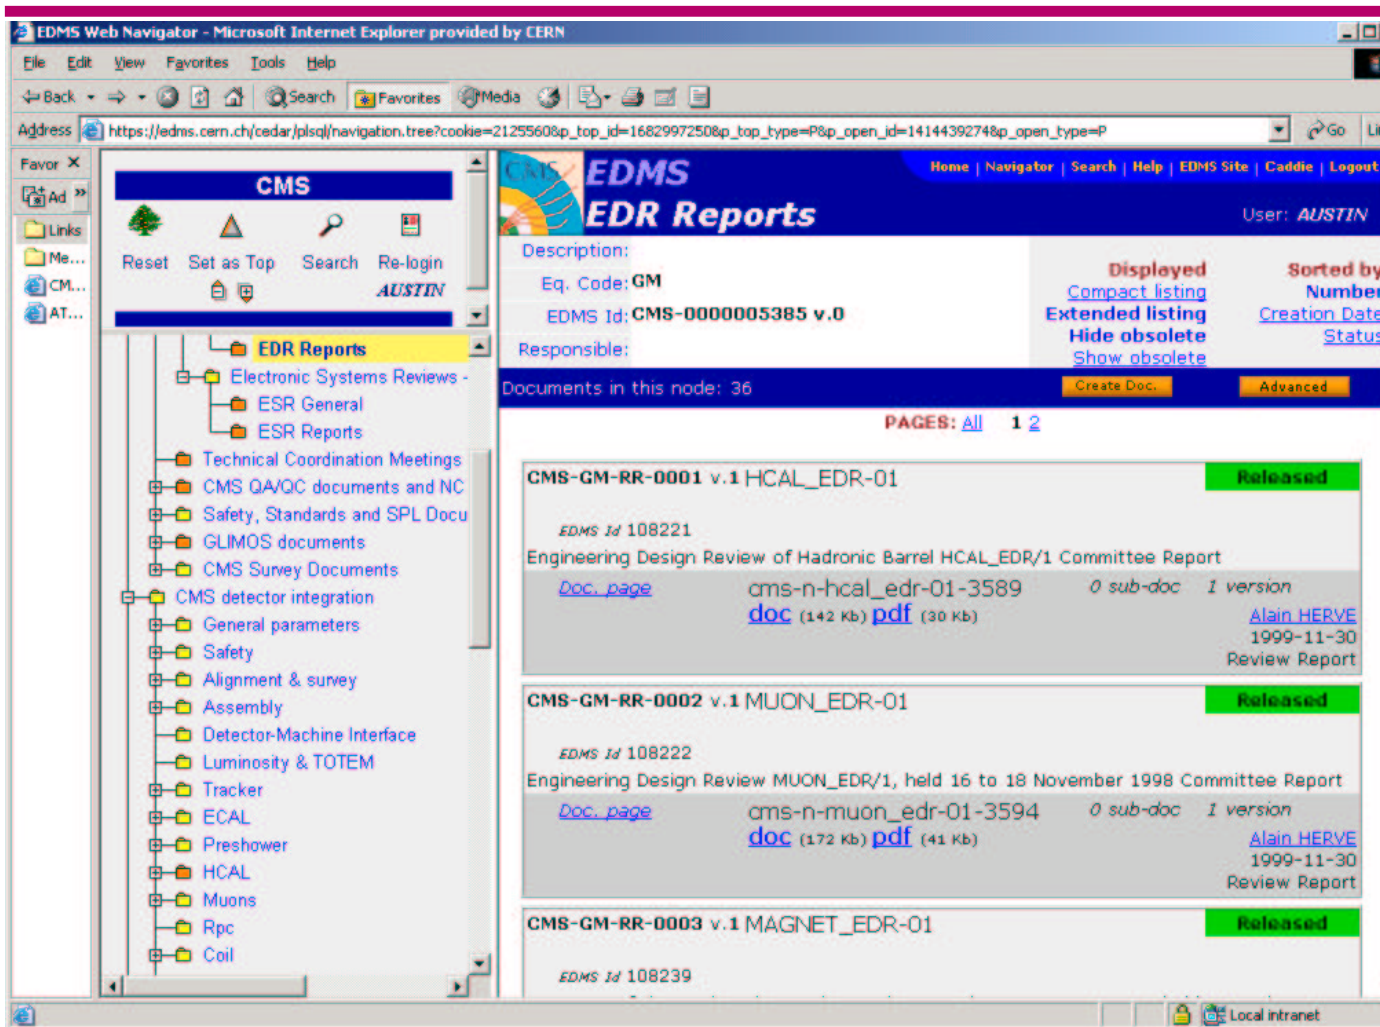 EDMS Web Navigator - Microsoft Internet Explorer provided by CERN
File Edit View Favorites Tools Help
Back Search Favorites Media
Address https://edms.cern.ch/cedar/plsql/navigation.tree?cookie=2125560&p_top_id=1682997250&p_top_type=P&p_open_id=1414439274&p_open_type=P Go
Favor
Ad
Links
Me...
CM...
AT...
CMS
Reset Set as Top Search Re-login
AUSTIN
EDR Reports
Electronic Systems Reviews -
ESR General
ESR Reports
Technical Coordination Meetings
CMS QA/QC documents and NC
Safety, Standards and SPL Docu
GLIMOS documents
CMS Survey Documents
CMS detector integration
General parameters
Safety
Alignment & survey
Assembly
Detector-Machine Interface
Luminosity & TOTEM
Tracker
ECAL
Preshower
HCAL
Muons
Rpc
Coil
CMS
EDMS
EDR Reports
Home | Navigator | Search | Help | EDMS Site | Caddie | Logout
User: AUSTIN
Description:
Eq. Code: GM
EDMS Id: CMS-0000005385 v.0
Responsible:
Displayed
Compact listing
Extended listing
Hide obsolete
Show obsolete
Sorted by
Number
Creation Date
Status
Documents in this node: 36
Create Doc.
Advanced
PAGES: All 1 2
CMS-GM-RR-0001 v.1 HCAL_EDR-01 Released
EDMS Id 108221
Engineering Design Review of Hadronic Barrel HCAL_EDR/1 Committee Report
Doc. page cms-n-hcal_edr-01-3589 0 sub-doc 1 version
doc (142 Kb) pdf (30 Kb) Alain HERVE
1999-11-30
Review Report
CMS-GM-RR-0002 v.1 MUON_EDR-01 Released
EDMS Id 108222
Engineering Design Review MUON_EDR/1, held 16 to 18 November 1998 Committee Report
Doc. page cms-n-muon_edr-01-3594 0 sub-doc 1 version
doc (172 Kb) pdf (41 Kb) Alain HERVE
1999-11-30
Review Report
CMS-GM-RR-0003 v.1 MAGNET_EDR-01 Released
EDMS Id 108239
Local intranet